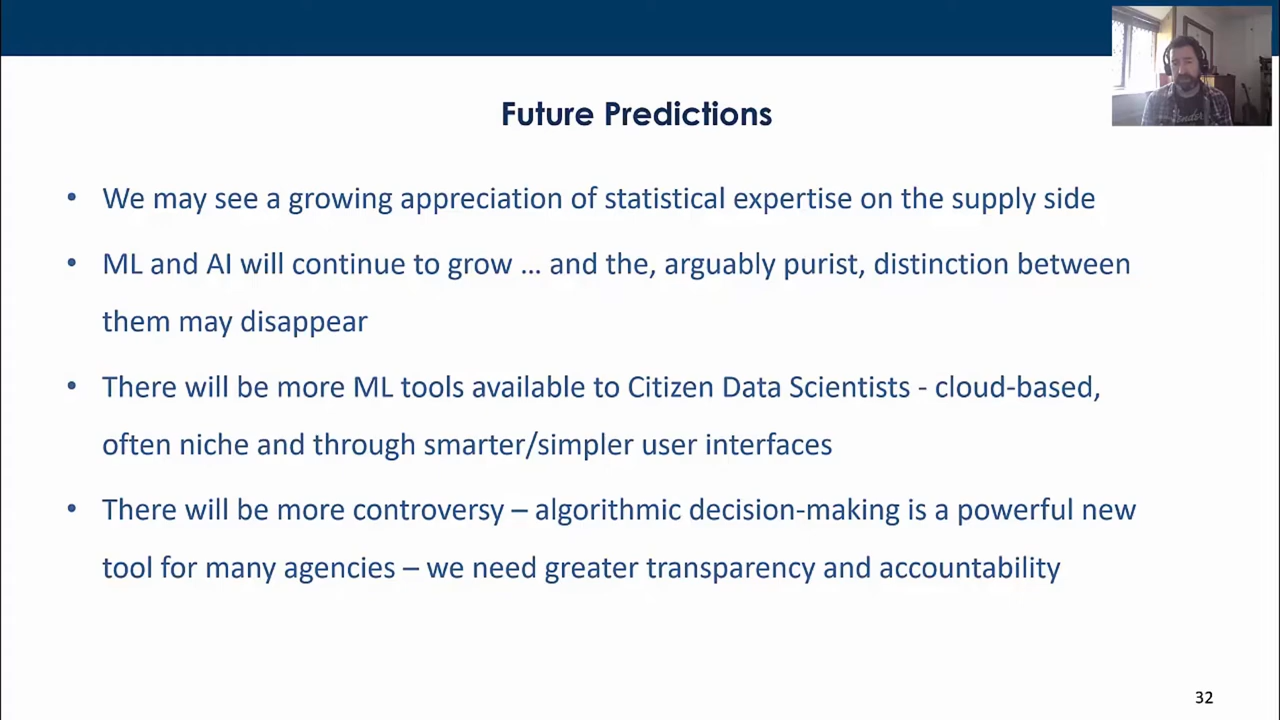 Future Predictions
• We may see a growing appreciation of statistical expertise on the supply side
• ML and AI will continue to grow … and the, arguably purist, distinction between
them may disappear
• There will be more ML tools available to Citizen Data Scientists - cloud-based,
often niche and through smarter/simpler user interfaces
• There will be more controversy – algorithmic decision-making is a powerful new
tool for many agencies – we need greater transparency and accountability
32